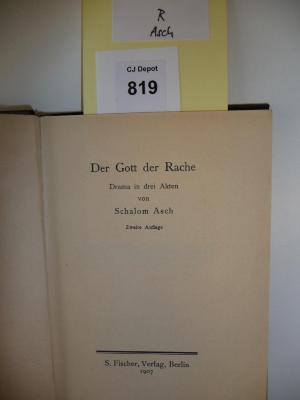 R
Asch
CJ Depot
819
Der Gott der Rache
Drama in drei Akten
von
Schalom Asch
Zweite Auflage
S. Fischer, Verlag, Berlin
1907